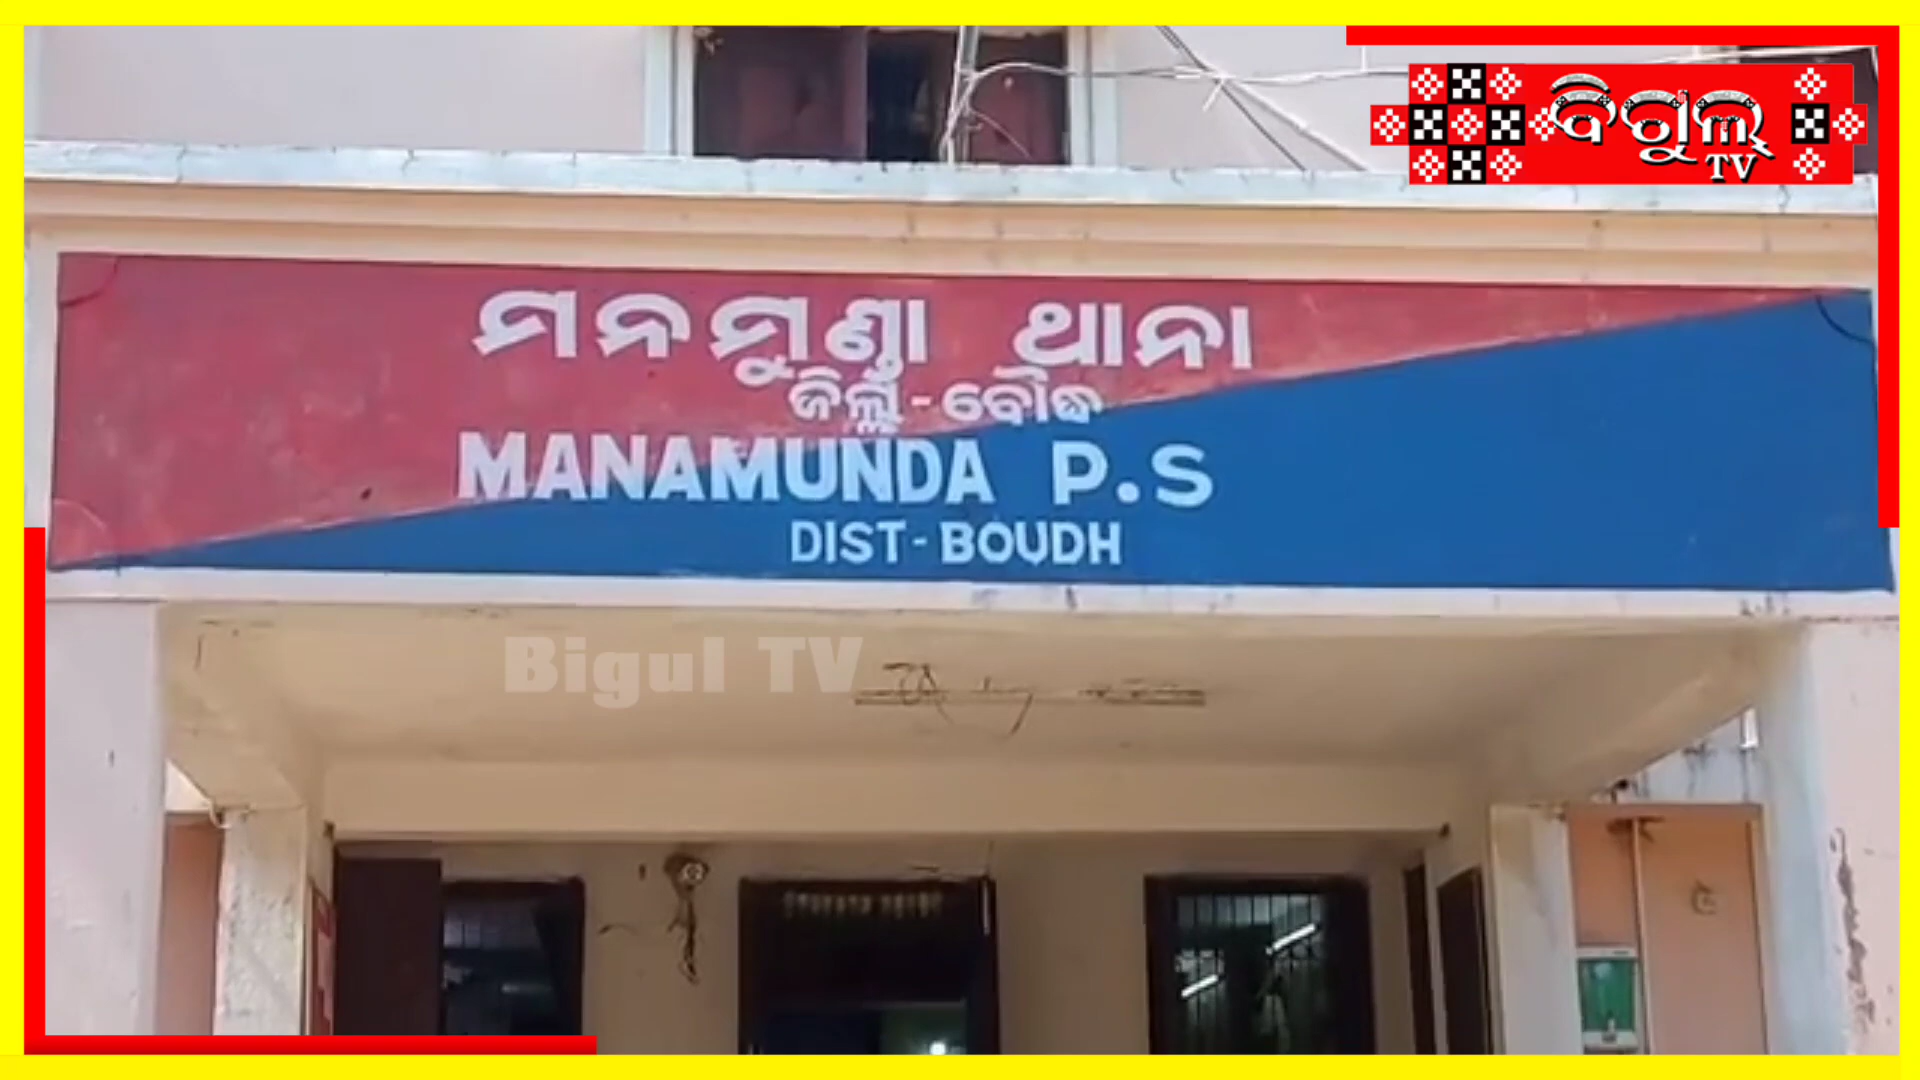 ବିଗୁଲ୍
TV
ମନମୁଣ୍ଡା ଥାନା
ଜିଲ୍ଲା - ବୌଦ୍ଧ
MANAMUNDA P.S
DIST - BOUDH
Bigul TV